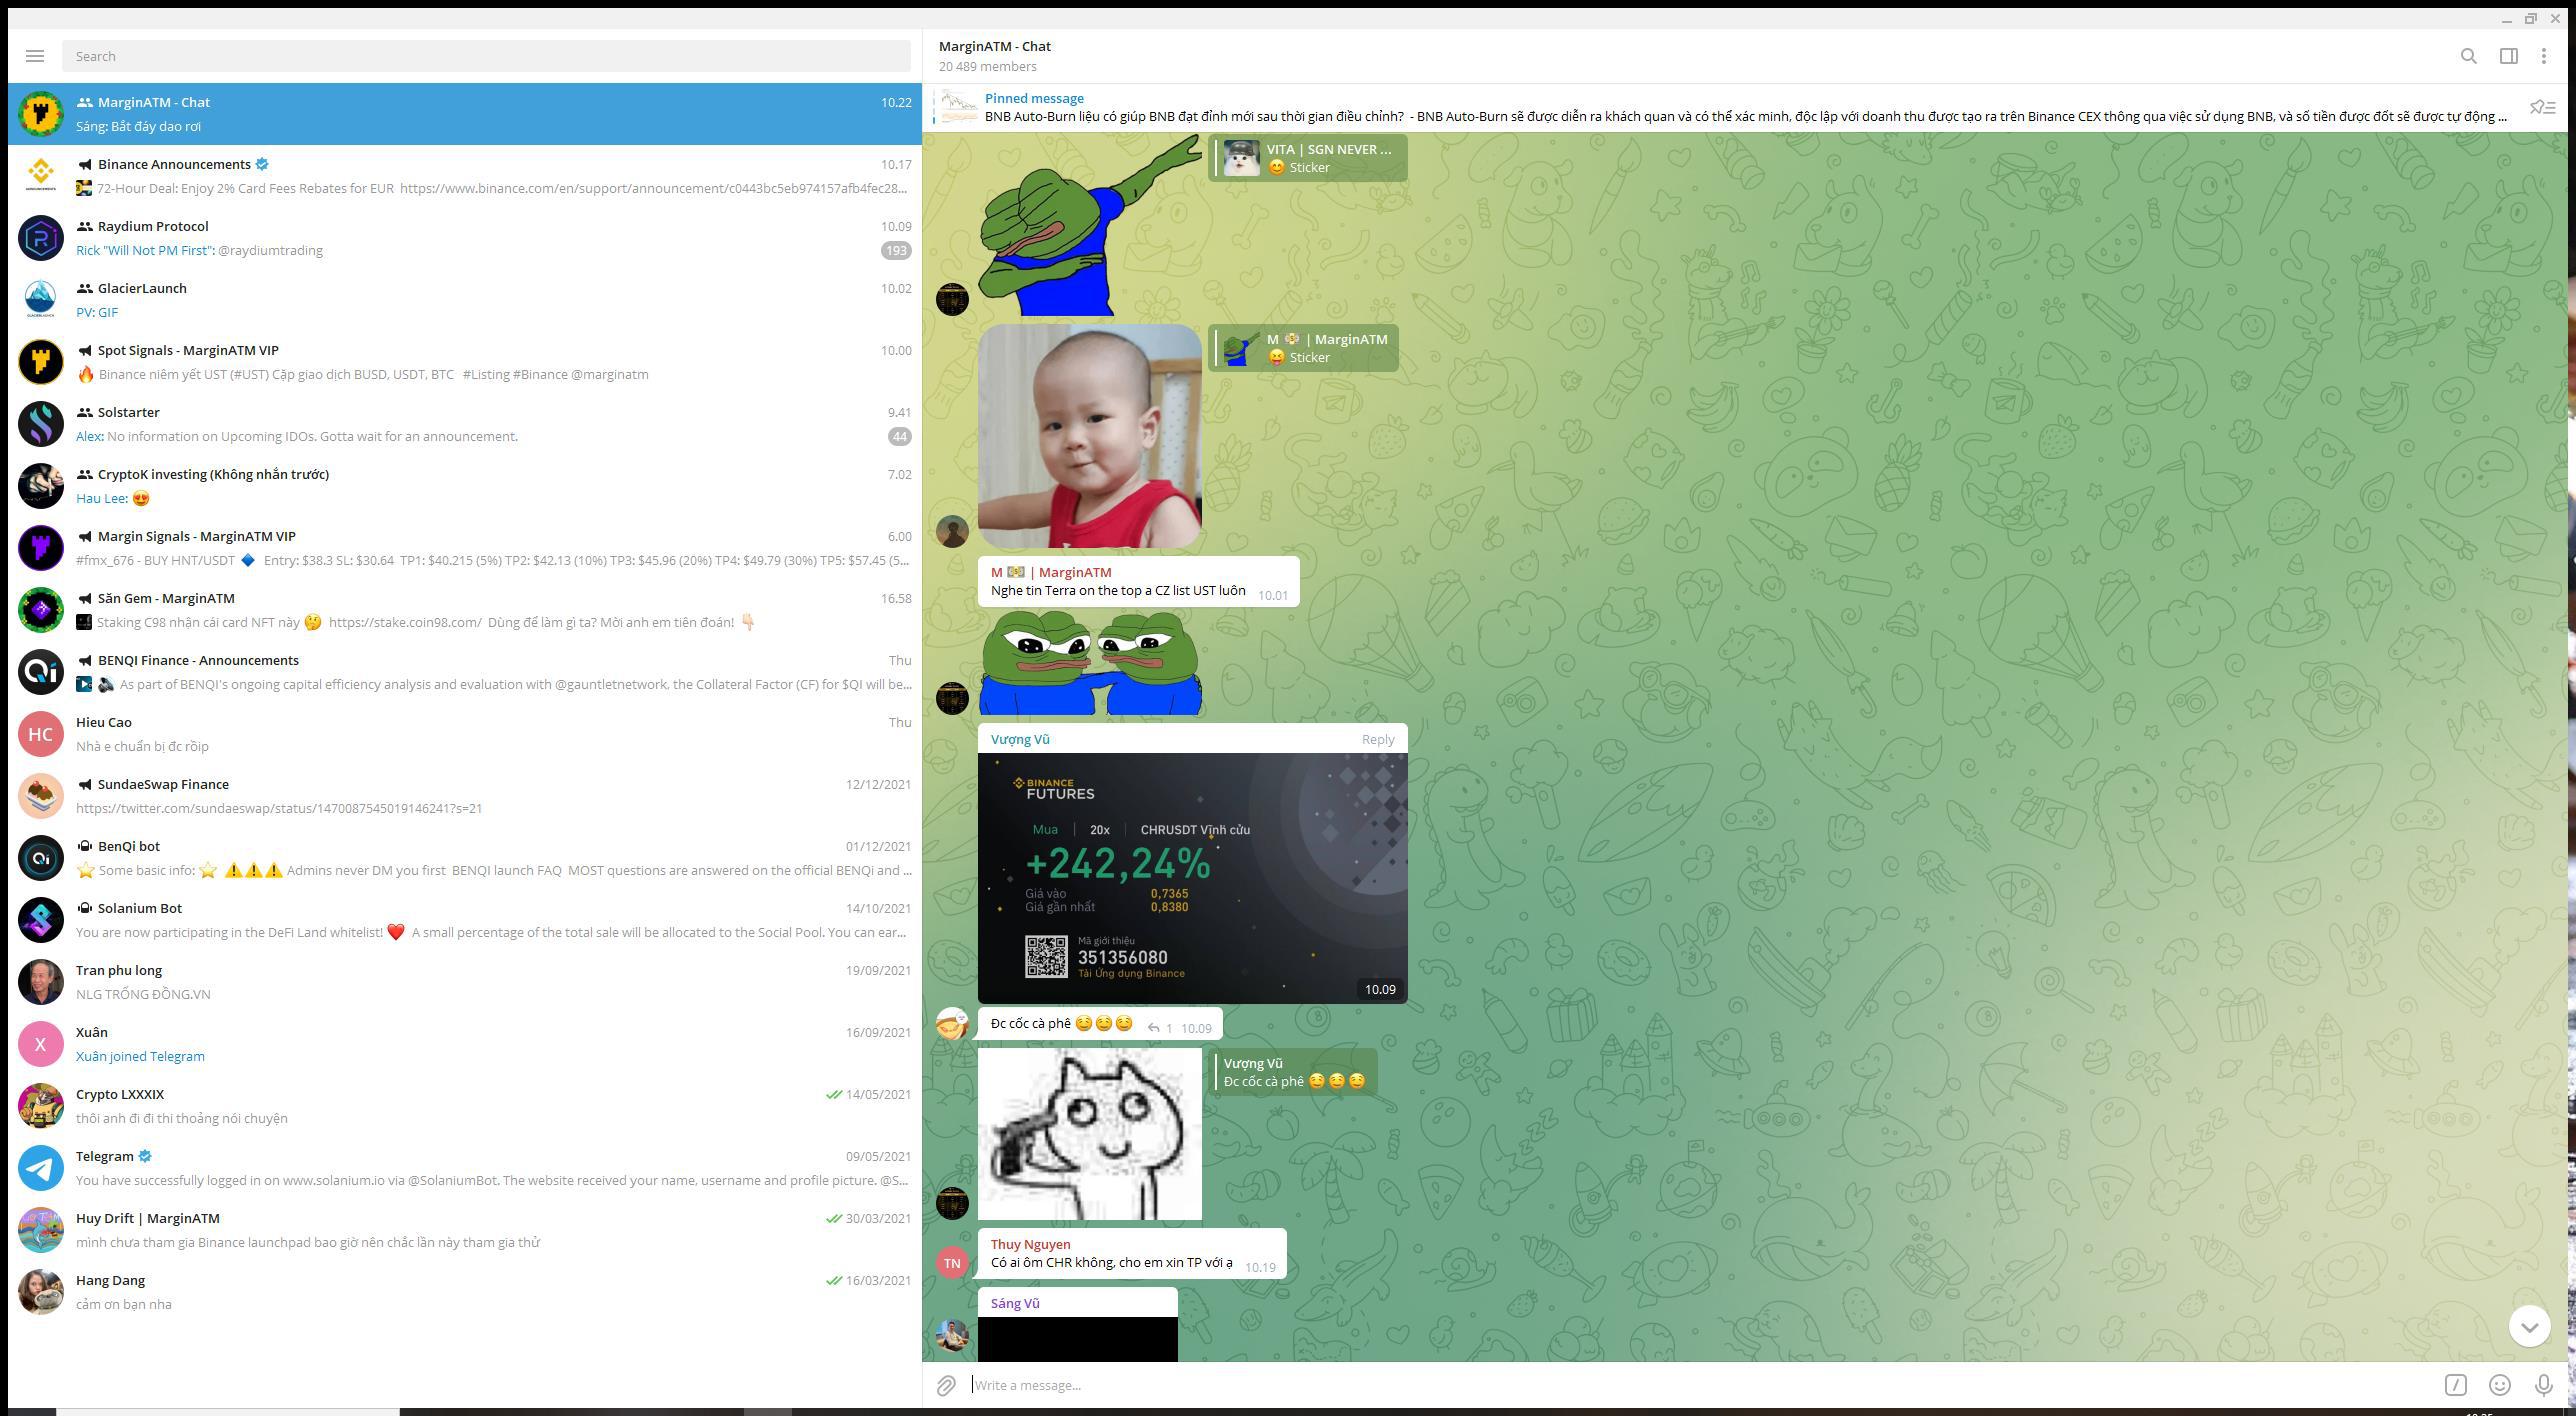 Search
MarginATM - Chat
10.22
Sáng: Bắt đáy dao rơi
Binance Announcements
10.17
72-Hour Deal: Enjoy 2% Card Fees Rebates for EUR https://www.binance.com/en/support/announcement/c0443bc5eb974157afb4fec28...
Raydium Protocol
10.09
Rick "Will Not PM First": @raydiumtrading
193
GlacierLaunch
10.02
PV: GIF
Spot Signals - MarginATM VIP
10.00
🔥 Binance niêm yết UST (#UST) Cặp giao dịch BUSD, USDT, BTC #Listing #Binance @marginatm
Solstarter
9.41
Alex: No information on Upcoming IDOs. Gotta wait for an announcement.
44
CryptoK investing (Không nhắn trước)
7.02
Hau Lee: 😍
Margin Signals - MarginATM VIP
6.00
#fmx_676 - BUY HNT/USDT 🔹 Entry: $38.3 SL: $30.64 TP1: $40.215 (5%) TP2: $42.13 (10%) TP3: $45.96 (20%) TP4: $49.79 (30%) TP5: $57.45 (5...
Săn Gem - MarginATM
16.58
Staking C98 nhận cái card NFT này 🤔 https://stake.coin98.com/ Dùng để làm gì ta? Mời anh em tiên đoán! 👇🏻
BENQI Finance - Announcements
Thu
🔊 As part of BENQI's ongoing capital efficiency analysis and evaluation with @gauntletnetwork, the Collateral Factor (CF) for $QI will be...
HC
Hieu Cao
Thu
Nhà e chuẩn bị đc rồip
SundaeSwap Finance
12/12/2021
https://twitter.com/sundaeswap/status/1470087545019146241?s=21
BenQi bot
01/12/2021
⭐ Some basic info: ⭐ ⚠️⚠️⚠️ Admins never DM you first BENQI launch FAQ MOST questions are answered on the official BENQi and ...
Solanium Bot
14/10/2021
You are now participating in the DeFi Land whitelist! ❤️ A small percentage of the total sale will be allocated to the Social Pool. You can ear...
Tran phu long
19/09/2021
NLG TRỐNG ĐỒNG.VN
X
Xuân
16/09/2021
Xuân joined Telegram
Crypto LXXXIX
14/05/2021
thôi anh đi đi thi thoảng nói chuyện
Telegram
09/05/2021
You have successfully logged in on www.solanium.io via @SolaniumBot. The website received your name, username and profile picture. @S...
Huy Drift | MarginATM
30/03/2021
mình chưa tham gia Binance launchpad bao giờ nên chắc lần này tham gia thử
Hang Dang
16/03/2021
cảm ơn bạn nha
MarginATM - Chat
20 489 members
Pinned message
BNB Auto-Burn liệu có giúp BNB đạt đỉnh mới sau thời gian điều chỉnh? - BNB Auto-Burn sẽ được diễn ra khách quan và có thể xác minh, độc lập với doanh thu được tạo ra trên Binance CEX thông qua việc sử dụng BNB, và số tiền được đốt sẽ được tự động ...
VITA | SGN NEVER ...
😊 Sticker
M 💵 | MarginATM
😝 Sticker
M 💵 | MarginATM
Nghe tin Terra on the top a CZ list UST luôn
10.01
Vượng Vũ
Reply
BINANCE
FUTURES
Mua | 20x | CHRUSDT Vĩnh cửu
+242,24%
Giá vào 0,7365
Giá gần nhất 0,8380
Mã giới thiệu
351356080
Tải Ứng dụng Binance
10.09
Đc cốc cà phê 😊😊😊
1 10.09
Vượng Vũ
Đc cốc cà phê 😊😊😊
TN
Thuy Nguyen
Có ai ôm CHR không, cho em xin TP với ạ
10.19
Sáng Vũ
Write a message...